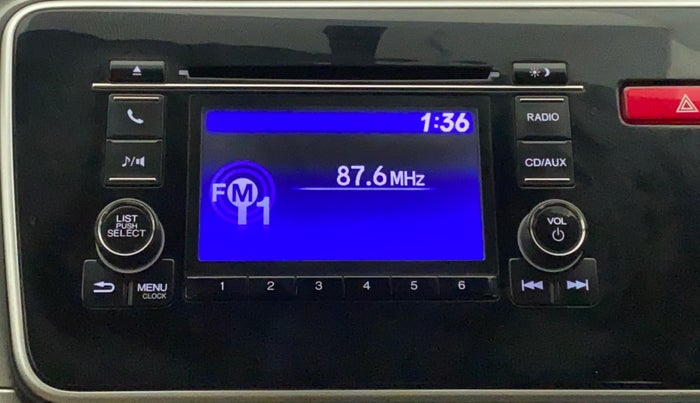 1:36
RADIO
87.6 MHz
CD/AUX
FM
1
LIST
PUSH
SELECT
VOL
MENU
CLOCK
1 2 3 4 5 6